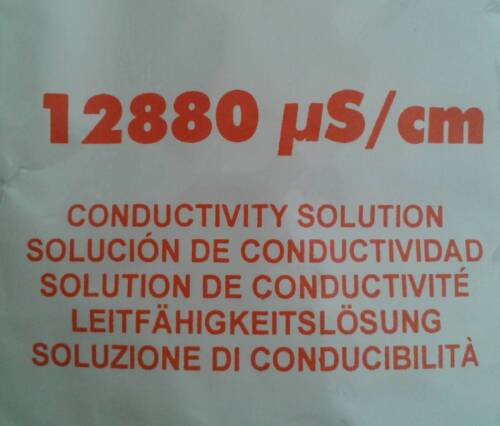 12880 µS/cm
CONDUCTIVITY SOLUTION
SOLUCIÓN DE CONDUCTIVIDAD
SOLUTION DE CONDUCTIVITÉ
LEITFÄHIGKEITSLÖSUNG
SOLUZIONE DI CONDUCIBILITÀ